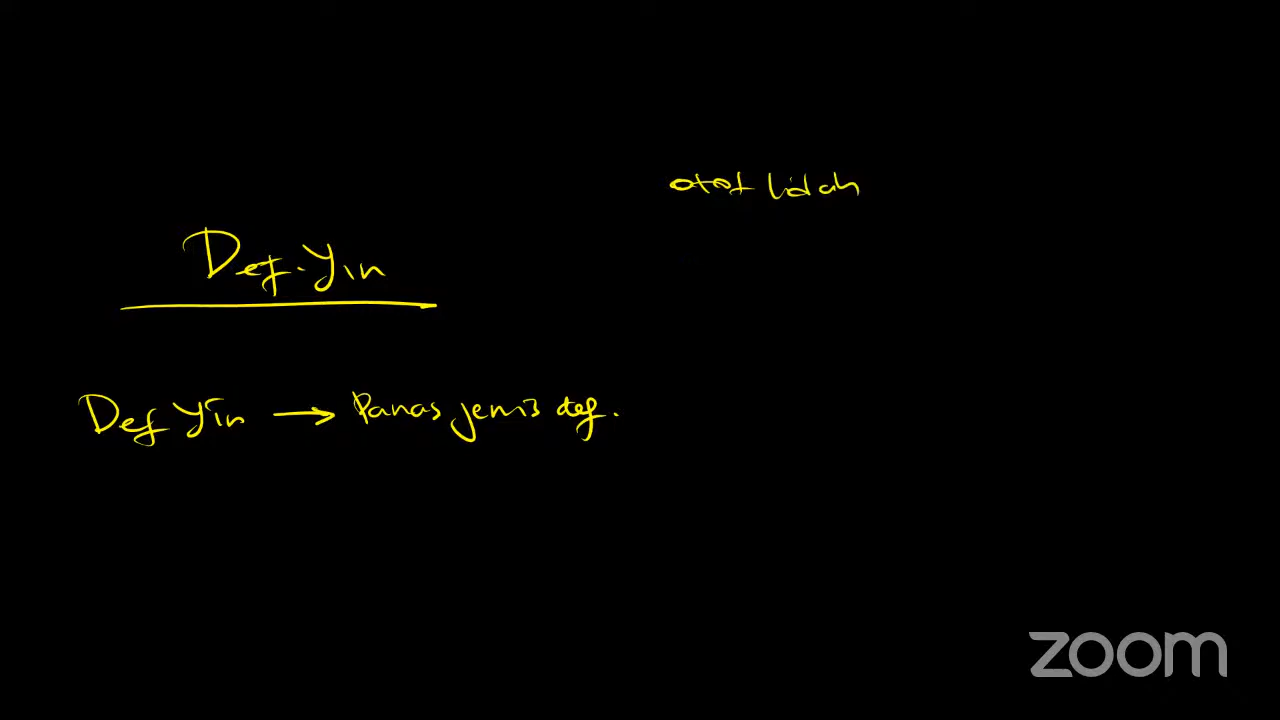 otot lidah
Def. Yin
Def Yin → Panas jenis def.
zoom